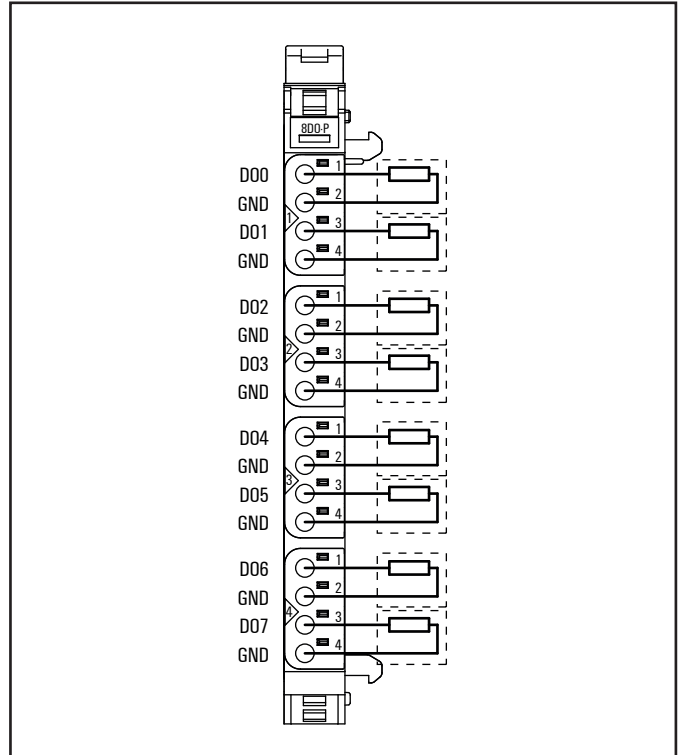 8DO-P
DO0 1
GND 2
1
DO1 3
GND 4
DO2 1
GND 2
2
DO3 3
GND 4
DO4 1
GND 2
3
DO5 3
GND 4
DO6 1
GND 2
4
DO7 3
GND 4